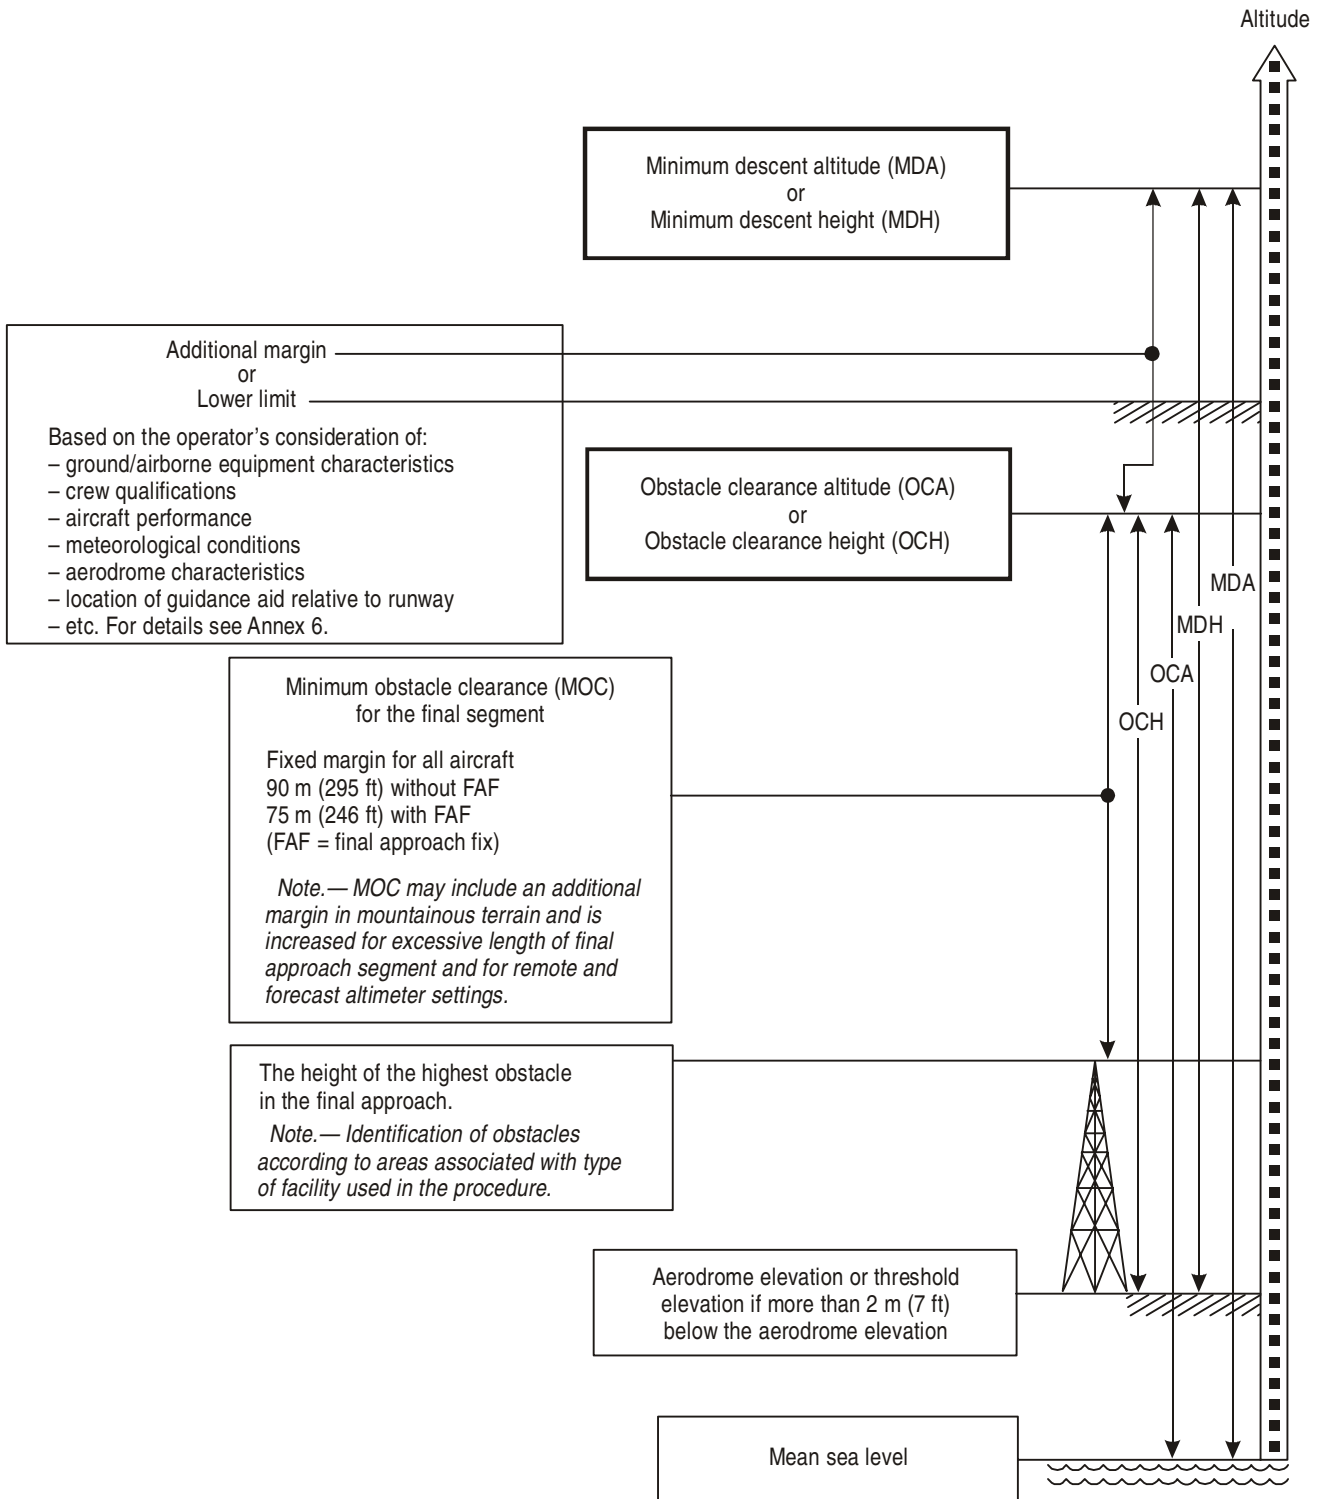 Altitude
Minimum descent altitude (MDA)
or
Minimum descent height (MDH)
Additional margin
or
Lower limit
Based on the operator's consideration of:
– ground/airborne equipment characteristics
– crew qualifications
– aircraft performance
– meteorological conditions
– aerodrome characteristics
– location of guidance aid relative to runway
– etc. For details see Annex 6.
Obstacle clearance altitude (OCA)
or
Obstacle clearance height (OCH)
MDA
MDH
OCA
OCH
Minimum obstacle clearance (MOC)
for the final segment
Fixed margin for all aircraft
90 m (295 ft) without FAF
75 m (246 ft) with FAF
(FAF = final approach fix)
Note.— MOC may include an additional
margin in mountainous terrain and is
increased for excessive length of final
approach segment and for remote and
forecast altimeter settings.
The height of the highest obstacle
in the final approach.
Note.— Identification of obstacles
according to areas associated with type
of facility used in the procedure.
Aerodrome elevation or threshold
elevation if more than 2 m (7 ft)
below the aerodrome elevation
Mean sea level